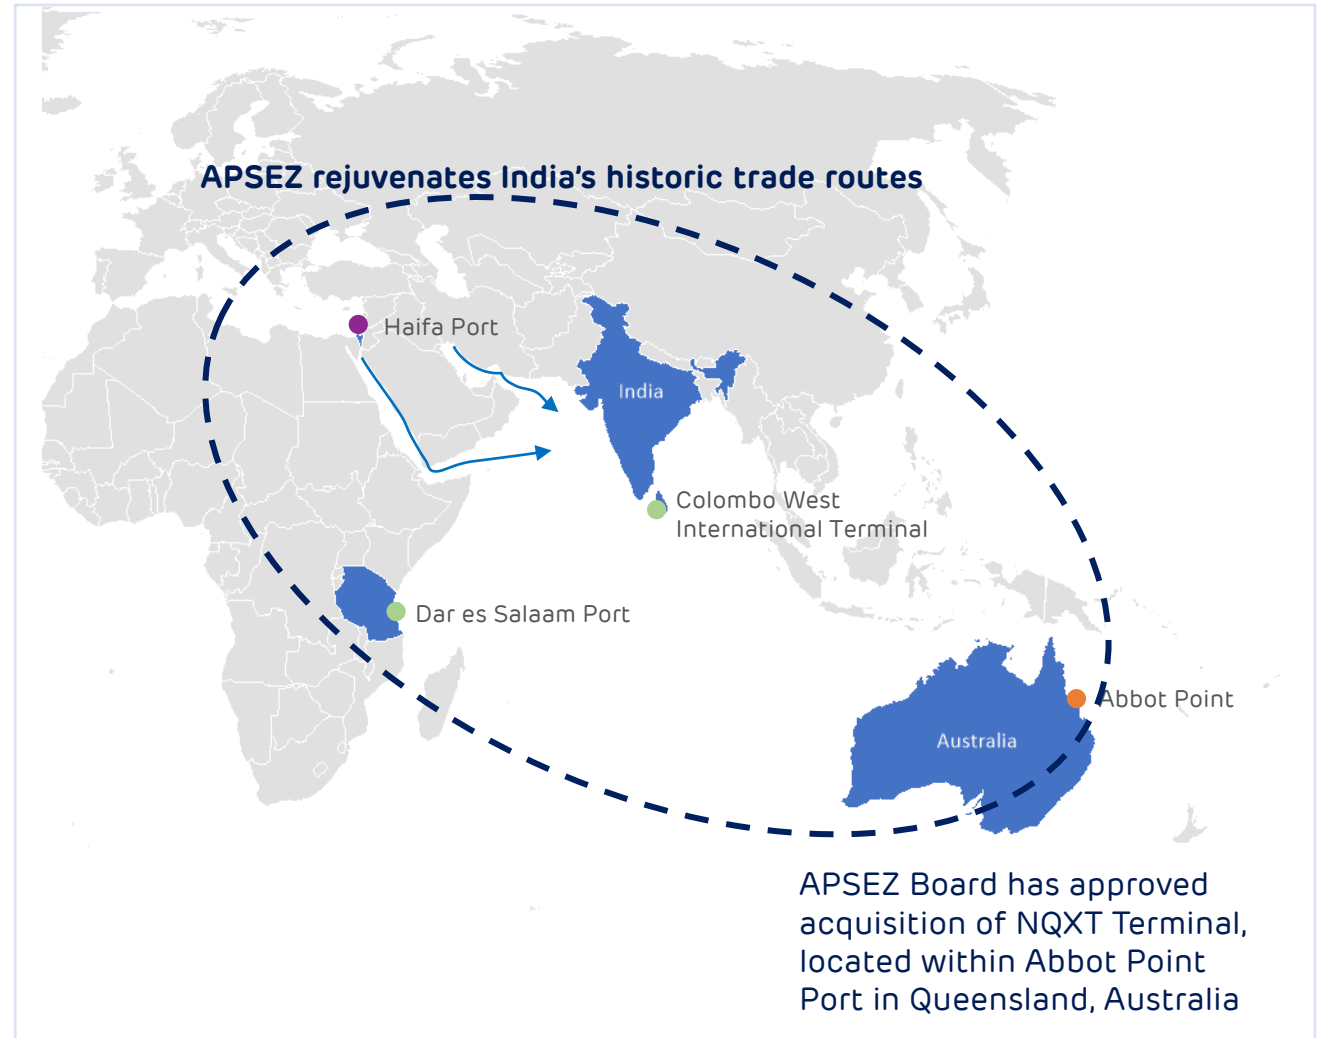 APSEZ rejuvenates India's historic trade routes
Haifa Port
India
Colombo West
International Terminal
Dar es Salaam Port
Abbot Point
Australia
APSEZ Board has approved
acquisition of NQXT Terminal,
located within Abbot Point
Port in Queensland, Australia